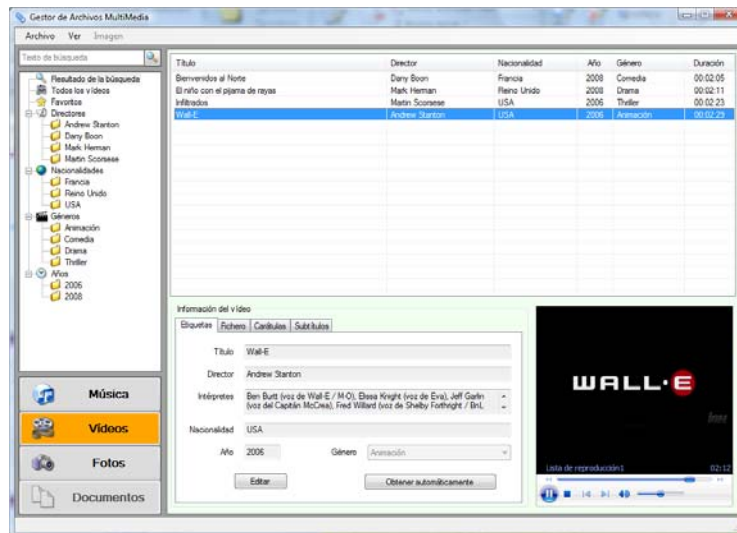 Gestor de Archivos MultiMedia
Archivo Ver Imagen
Texto de búsqueda
Resultado de la búsqueda
Todos los vídeos
Favoritos
Directores
Andrew Stanton
Dany Boon
Mark Herman
Martin Scorsese
Nacionalidades
Francia
Reino Unido
USA
Géneros
Animación
Comedia
Drama
Thriller
Años
2006
2008
Música
Vídeos
Fotos
Documentos
Título Director Nacionalidad Año Género Duración
Bienvenidos al Norte Dany Boon Francia 2008 Comedia 00:02:05
El niño con el pijama de rayas Mark Herman Reino Unido 2008 Drama 00:02:11
Infiltrados Martin Scorsese USA 2006 Thriller 00:02:23
Wall-E Andrew Stanton USA 2006 Animación 00:02:29
Información del vídeo
Etiquetas Fichero Carátulas Subtítulos
Título Wall-E
Director Andrew Stanton
Intérpretes Ben Burtt (voz de Wall-E / M-O), Elissa Knight (voz de Eva), Jeff Garlin
(voz del Capitán McCrea), Fred Willard (voz de Shelby Forthright / BnL
Nacionalidad USA
Año 2006 Género Animación
Editar Obtener automáticamente
WALL·E
Lista de reproducción1 02:12